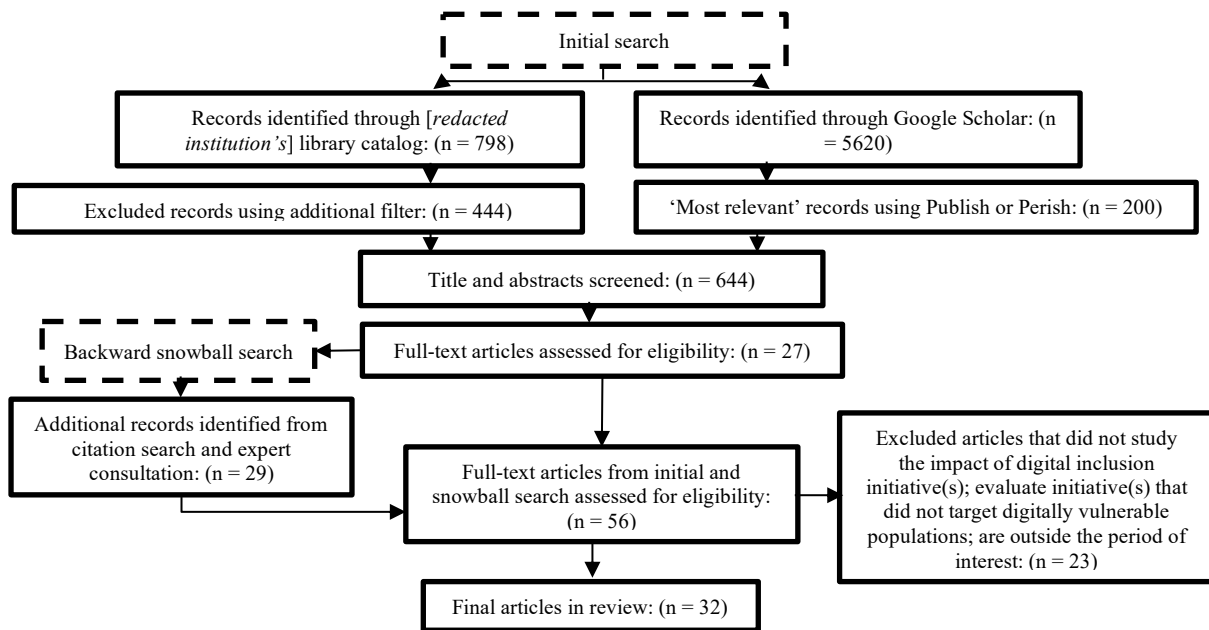 Initial search
Records identified through [redacted
institution's] library catalog: (n = 798)
Records identified through Google Scholar: (n
= 5620)
Excluded records using additional filter: (n = 444)
‘Most relevant’ records using Publish or Perish: (n = 200)
Title and abstracts screened: (n = 644)
Backward snowball search
Full-text articles assessed for eligibility: (n = 27)
Additional records identified from
citation search and expert
consultation: (n = 29)
Full-text articles from initial and
snowball search assessed for eligibility:
(n = 56)
Excluded articles that did not study
the impact of digital inclusion
initiative(s); evaluate initiative(s) that
did not target digitally vulnerable
populations; are outside the period of
interest: (n = 23)
Final articles in review: (n = 32)